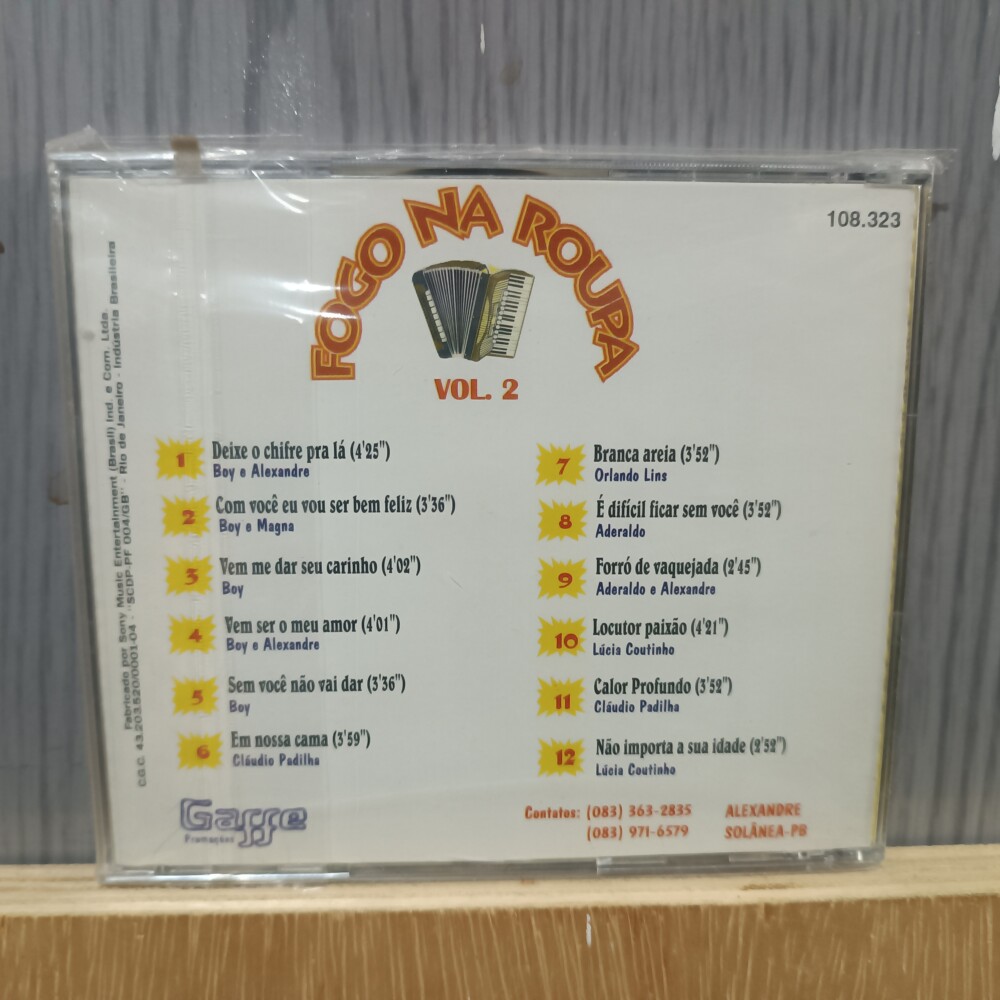 FOGO NA ROUPA
VOL. 2
108.323
1 Deixe o chifre pra lá (4'25")
Boy e Alexandre
2 Com você eu vou ser bem feliz (3'36")
Boy e Magna
3 Vem me dar seu carinho (4'02")
Boy
4 Vem ser o meu amor (4'01")
Boy e Alexandre
5 Sem você não vai dar (3'36")
Boy
6 Em nossa cama (3'59")
Cláudio Padilha
7 Branca areia (3'52")
Orlando Lins
8 É difícil ficar sem você (3'52")
Aderaldo
9 Forró de vaquejada (2'45")
Aderaldo e Alexandre
10 Locutor paixão (4'21")
Lúcia Coutinho
11 Calor Profundo (3'52")
Cláudio Padilha
12 Não importa a sua idade (2'52")
Lúcia Coutinho
Gaffe
Promoções
Contatos: (083) 363-2835 ALEXANDRE
(083) 971-6579 SOLÂNEA-PB
Fabricado por Sony Music Entertainment (Brasil) Ind. e Com. Ltda.
C.G.C. 43.203.520/0001-04 - "SCDP-PF 004/GB" - Rio de Janeiro - Indústria Brasileira